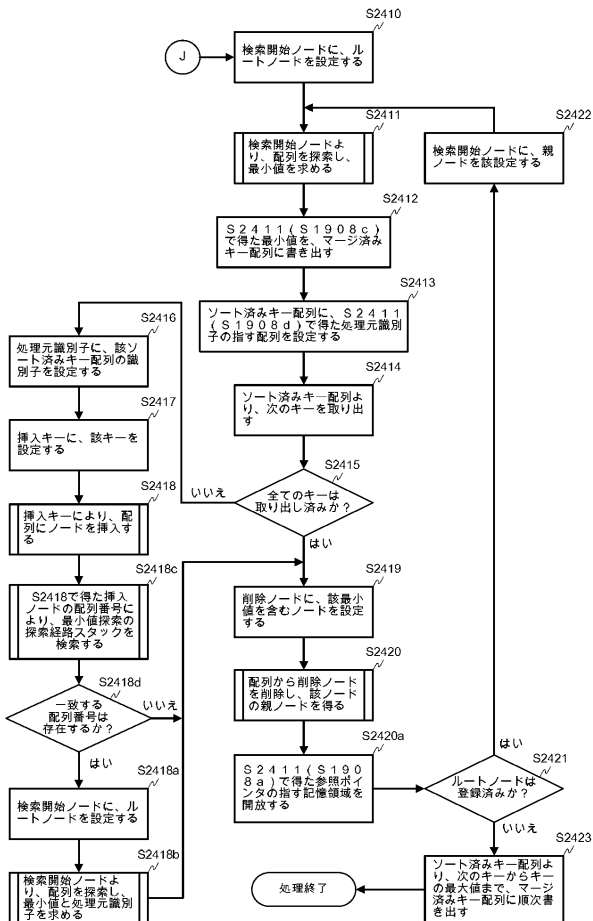 S2410
J
検索開始ノードに、ル
ートノードを設定する
S2411
検索開始ノードよ
り、配列を探索し、
最小値を求める
S2422
検索開始ノードに、親
ノードを該設定する
S2412
Ｓ２４１１（Ｓ１９０８ｃ）
で得た最小値を、マージ済み
キー配列に書き出す
S2413
ソート済みキー配列に、Ｓ２４１１
（Ｓ１９０８ｄ）で得た処理元識別
子の指す配列を設定する
S2416
処理元識別子に、該ソ
ート済みキー配列の識
別子を設定する
S2414
ソート済みキー配列よ
り、次のキーを取り出
す
S2417
挿入キーに、該キーを
設定する
S2415
全てのキーは
取り出し済みか？
いいえ
はい
S2418
挿入キーにより、配
列にノードを挿入す
る
S2418c
S2418で得た挿入
ノードの配列番号に
より、最小値探索の
探索経路スタックを
検索する
S2419
削除ノードに、該最小
値を含むノードを設定
する
S2418d
一致する
配列番号は
存在するか？
いいえ
はい
S2420
配列から削除ノード
を削除し、該ノード
の親ノードを得る
S2420a
Ｓ２４１１（Ｓ１９０
８ａ）で得た参照ポイ
ンタの指す記憶領域を
開放する
S2421
ルートノードは
登録済みか？
はい
いいえ
S2418a
検索開始ノードに、ル
ートノードを設定する
S2418b
検索開始ノードよ
り、配列を探索し、
最小値と処理元識別
子を求める
S2423
ソート済みキー配列よ
り、次のキーからキー
の最大値まで、マージ
済みキー配列に順次書
き出す
処理終了